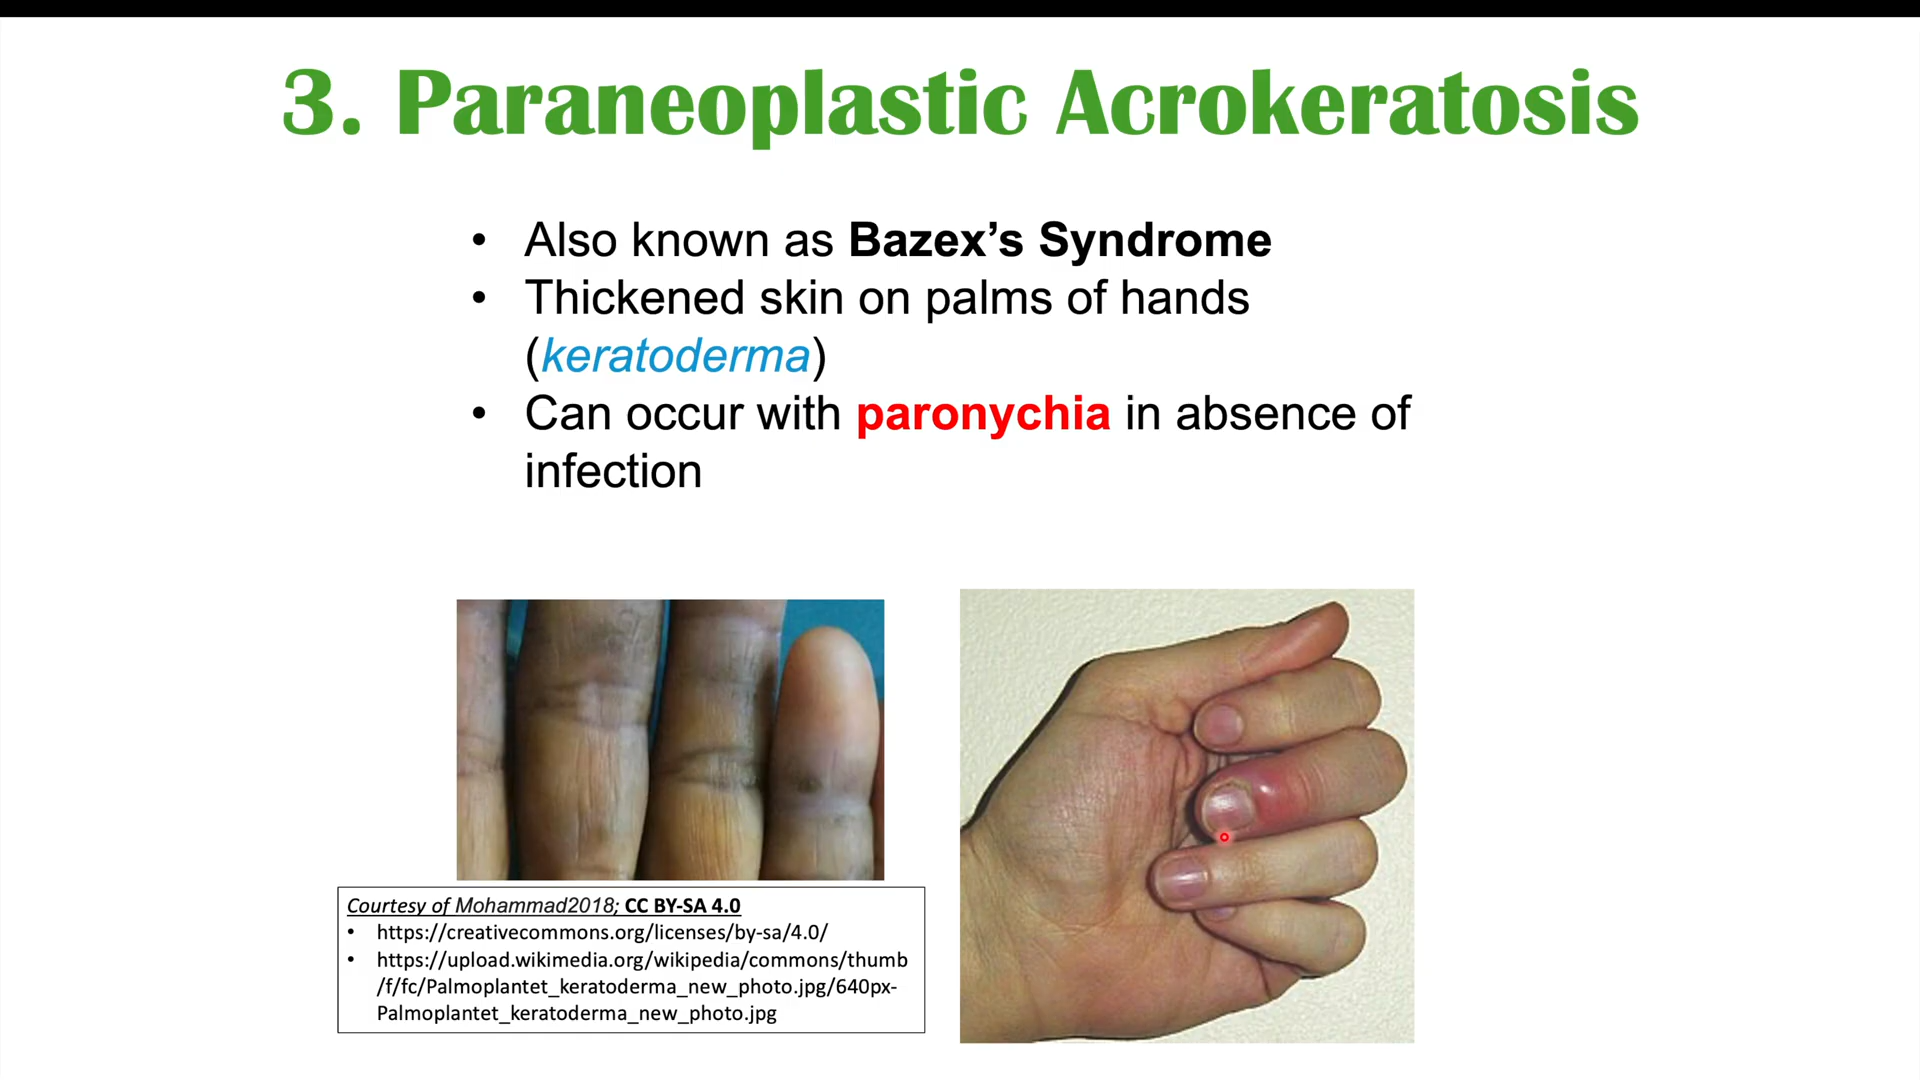 3. Paraneoplastic Acrokeratosis
• Also known as Bazex’s Syndrome
• Thickened skin on palms of hands
(keratoderma)
• Can occur with paronychia in absence of
infection
Courtesy of Mohammad2018; CC BY-SA 4.0
• https://creativecommons.org/licenses/by-sa/4.0/
• https://upload.wikimedia.org/wikipedia/commons/thumb
/f/fc/Palmoplantet_keratoderma_new_photo.jpg/640px-
Palmoplantet_keratoderma_new_photo.jpg